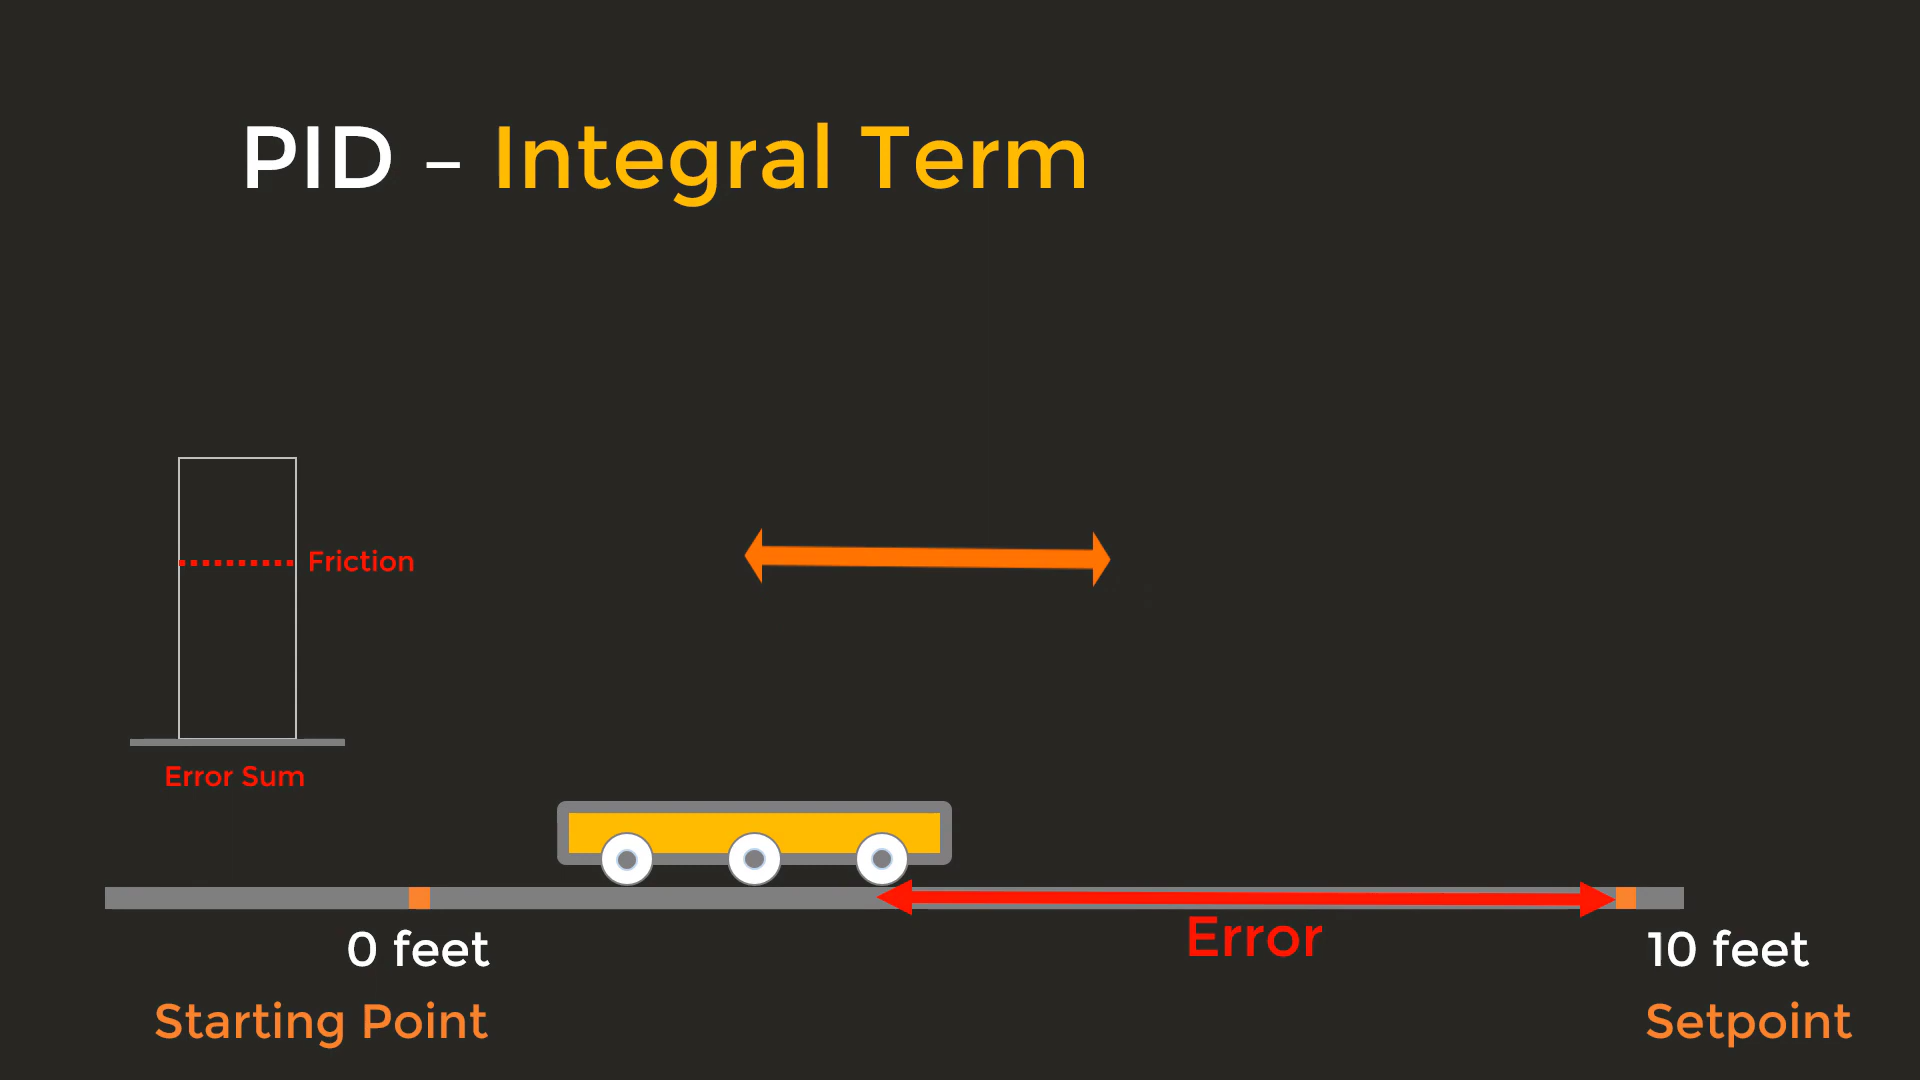 PID – Integral Term
Friction
Error Sum
Error
0 feet
10 feet
Starting Point
Setpoint